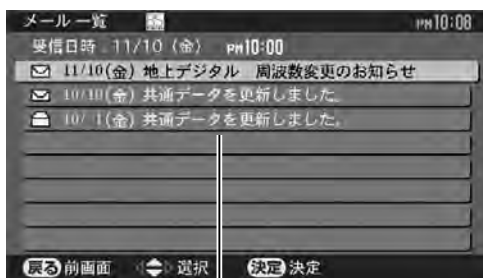 メール一覧 PM10:08
受信日時：11/10（金） PM10:00
11/10(金) 地上デジタル　周波数変更のお知らせ
10/10(金) 共通データを更新しました。
10/ 1(金) 共通データを更新しました。
戻る 前画面 選択 決定 決定